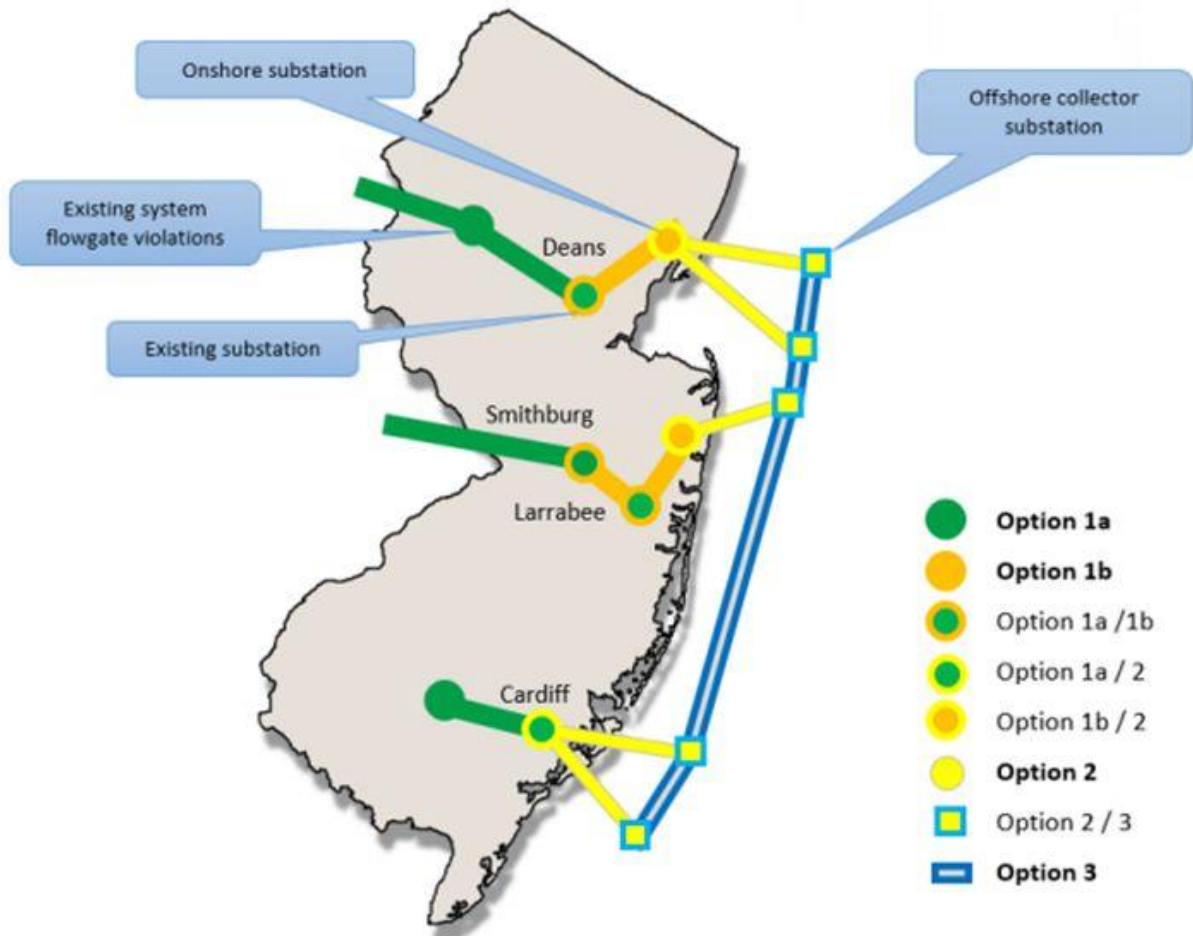 Onshore substation
Offshore collector
substation
Existing system
flowgate violations
Deans
Existing substation
Smithburg
Larrabee
Cardiff
Option 1a
Option 1b
Option 1a /1b
Option 1a / 2
Option 1b / 2
Option 2
Option 2 / 3
Option 3